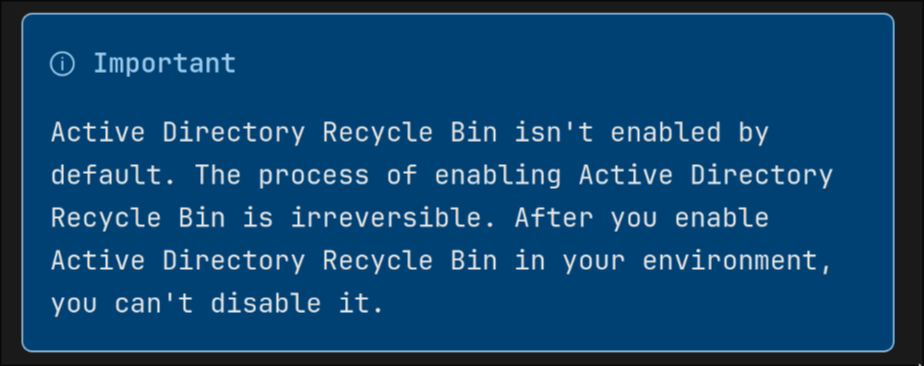 Important
Active Directory Recycle Bin isn't enabled by
default. The process of enabling Active Directory
Recycle Bin is irreversible. After you enable
Active Directory Recycle Bin in your environment,
you can't disable it.